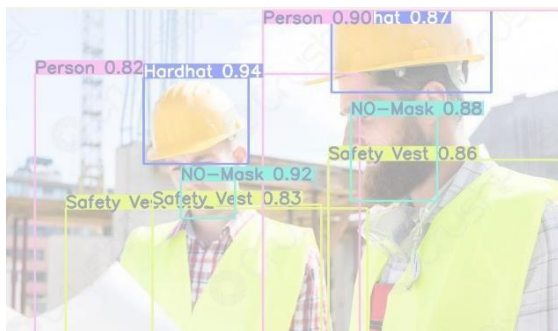 Person 0.90
hat 0.87
Person 0.82
Hardhat 0.94
NO-Mask 0.88
Safety Vest 0.86
NO-Mask 0.92
Safety Ve
Safety Vest 0.83